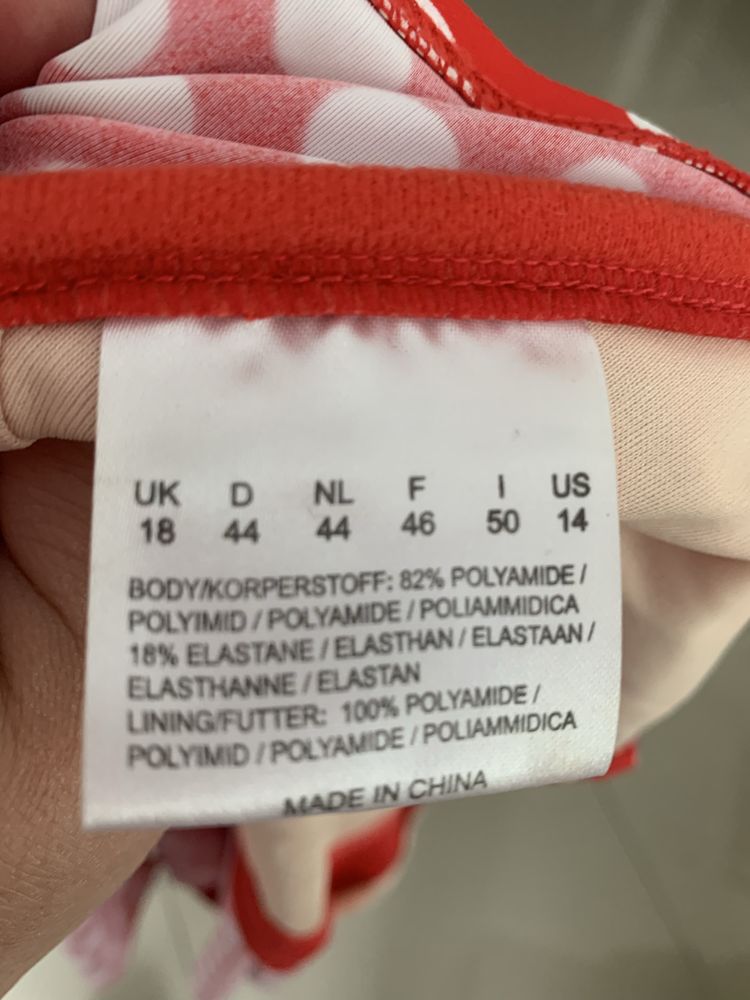 UK D NL F I US
18 44 44 46 50 14
BODY/KORPERSTOFF: 82% POLYAMIDE /
POLYIMID / POLYAMIDE / POLIAMMIDICA
18% ELASTANE / ELASTHAN / ELASTAAN /
ELASTHANNE / ELASTAN
LINING/FUTTER: 100% POLYAMIDE /
POLYIMID / POLYAMIDE / POLIAMMIDICA
MADE IN CHINA